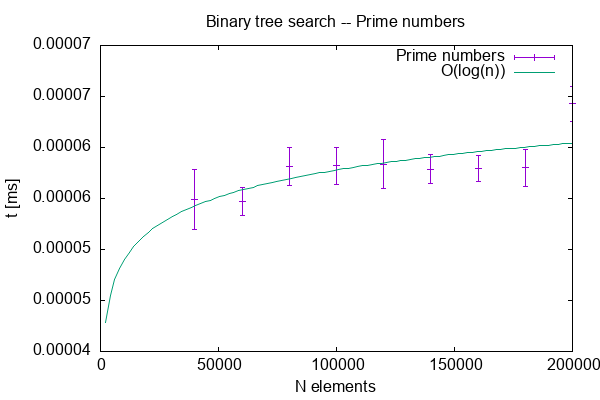 Binary tree search -- Prime numbers
Prime numbers
O(log(n))
0.00007
0.00007
0.00006
0.00006
0.00005
0.00005
0.00004
t [ms]
0 50000 100000 150000 200000
N elements